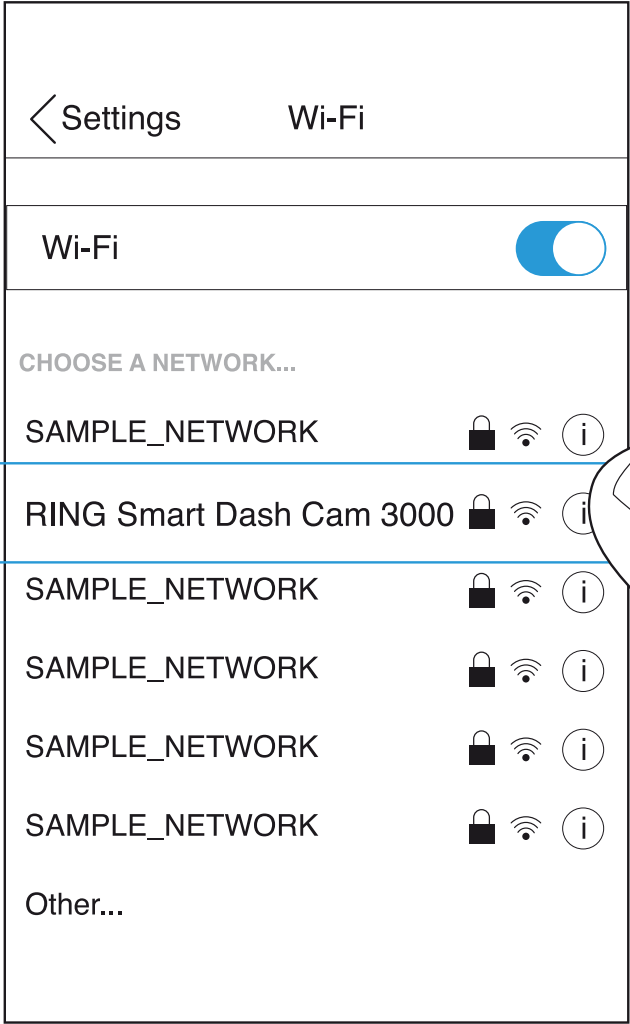 Settings Wi-Fi
Wi-Fi
CHOOSE A NETWORK...
SAMPLE_NETWORK i
RING Smart Dash Cam 3000 i
SAMPLE_NETWORK i
SAMPLE_NETWORK i
SAMPLE_NETWORK i
SAMPLE_NETWORK i
Other...